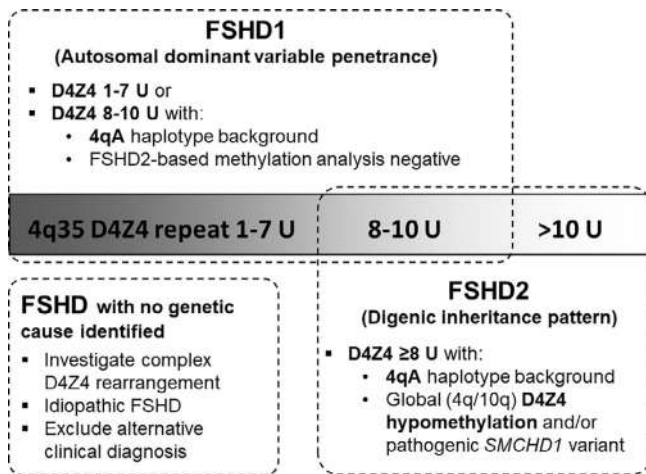 FSHD1
(Autosomal dominant variable penetrance)
▪ D4Z4 1-7 U or
▪ D4Z4 8-10 U with:
• 4qA haplotype background
• FSHD2-based methylation analysis negative
4q35 D4Z4 repeat 1-7 U 8-10 U >10 U
FSHD with no genetic
cause identified
▪ Investigate complex
D4Z4 rearrangement
▪ Idiopathic FSHD
▪ Exclude alternative
clinical diagnosis
FSHD2
(Digenic inheritance pattern)
▪ D4Z4 ≥8 U with:
• 4qA haplotype background
• Global (4q/10q) D4Z4
hypomethylation and/or
pathogenic SMCHD1 variant